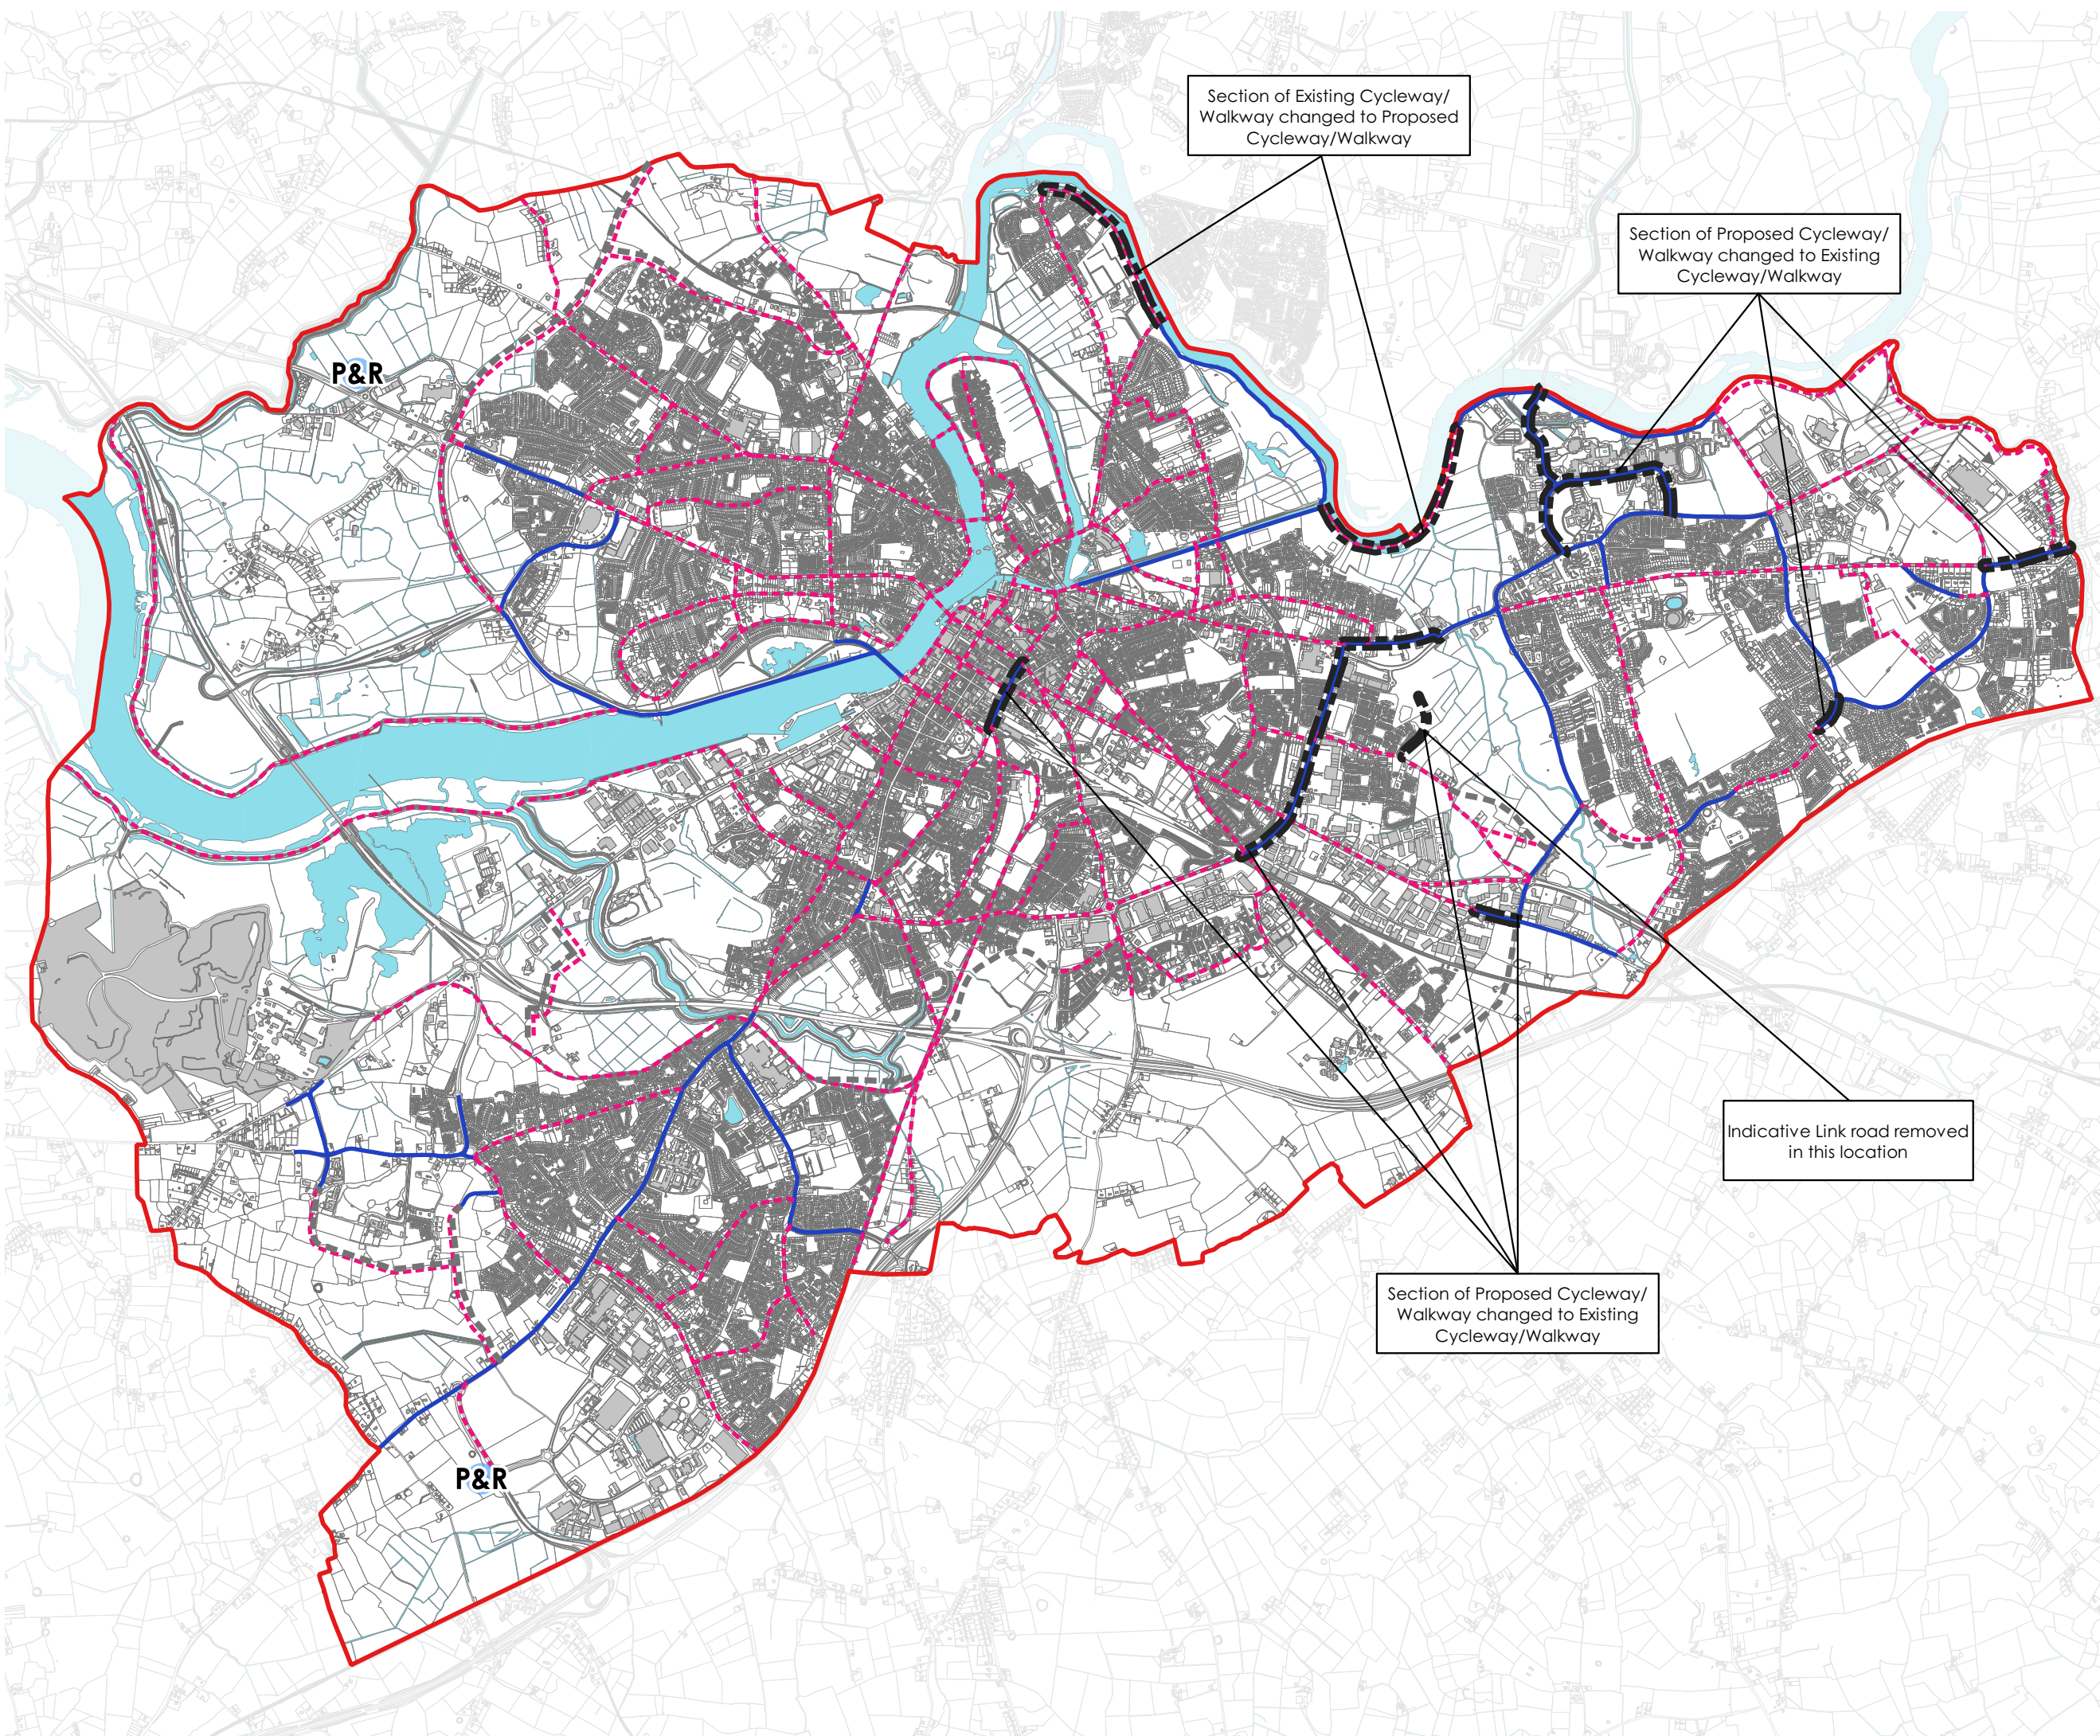 Section of Existing Cycleway/
Walkway changed to Proposed
Cycleway/Walkway
Section of Proposed Cycleway/
Walkway changed to Existing
Cycleway/Walkway
P&R
Indicative Link road removed
in this location
Section of Proposed Cycleway/
Walkway changed to Existing
Cycleway/Walkway
P&R